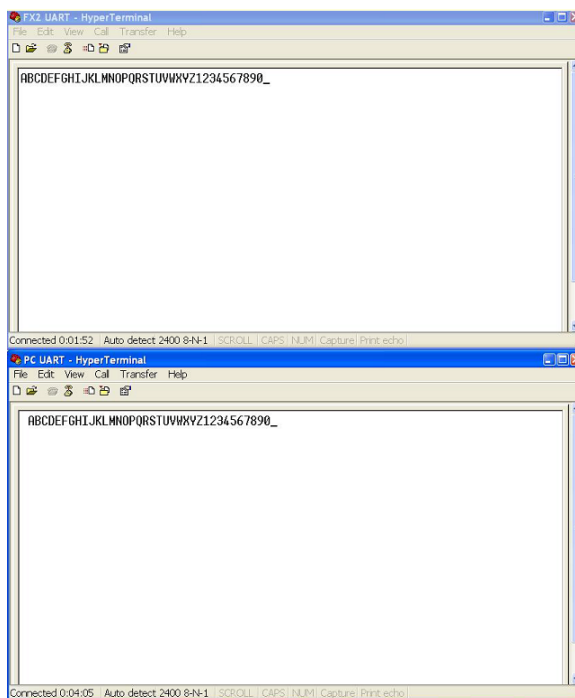 FX2 UART - HyperTerminal
File Edit View Call Transfer Help
ABCDEFGHIJKLMNOPQRSTUVWXYZ1234567890_
Connected 0:01:52 Auto detect 2400 8-N-1 SCROLL CAPS NUM Capture Print echo
PC UART - HyperTerminal
File Edit View Call Transfer Help
ABCDEFGHIJKLMNOPQRSTUVWXYZ1234567890_
Connected 0:04:05 Auto detect 2400 8-N-1 SCROLL CAPS NUM Capture Print echo